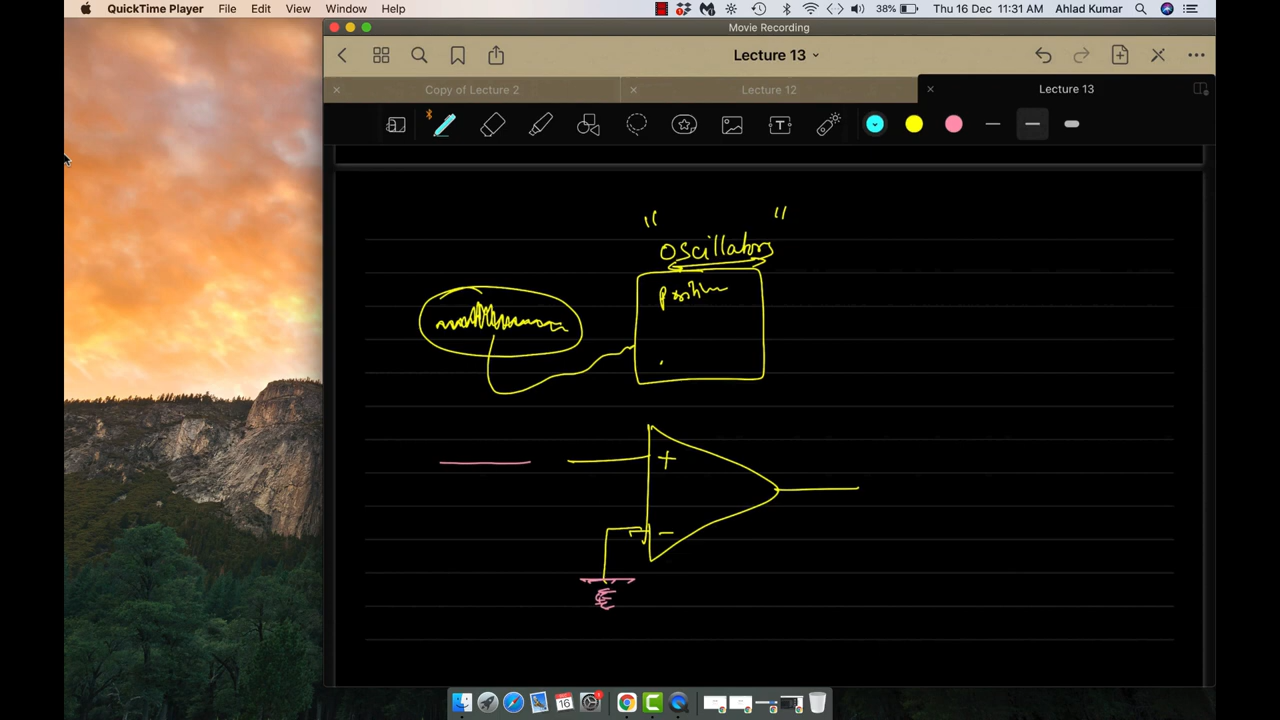 QuickTime Player File Edit View Window Help 38% Thu 16 Dec 11:31 AM Ahlad Kumar
Movie Recording
Lecture 13
Copy of Lecture 2 Lecture 12 Lecture 13
T
" "
Oscillators
+
-
16